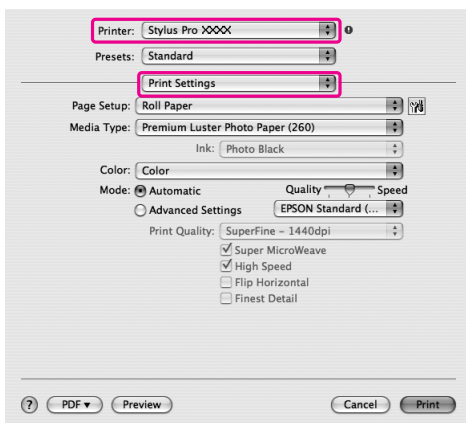 Printer: Stylus Pro XXXX
Presets: Standard
Print Settings
Page Setup: Roll Paper
Media Type: Premium Luster Photo Paper (260)
Ink: Photo Black
Color: Color
Mode: Automatic Quality Speed
Advanced Settings EPSON Standard (...
Print Quality: SuperFine – 1440dpi
Super MicroWeave
High Speed
Flip Horizontal
Finest Detail
? PDF ▾ Preview Cancel Print